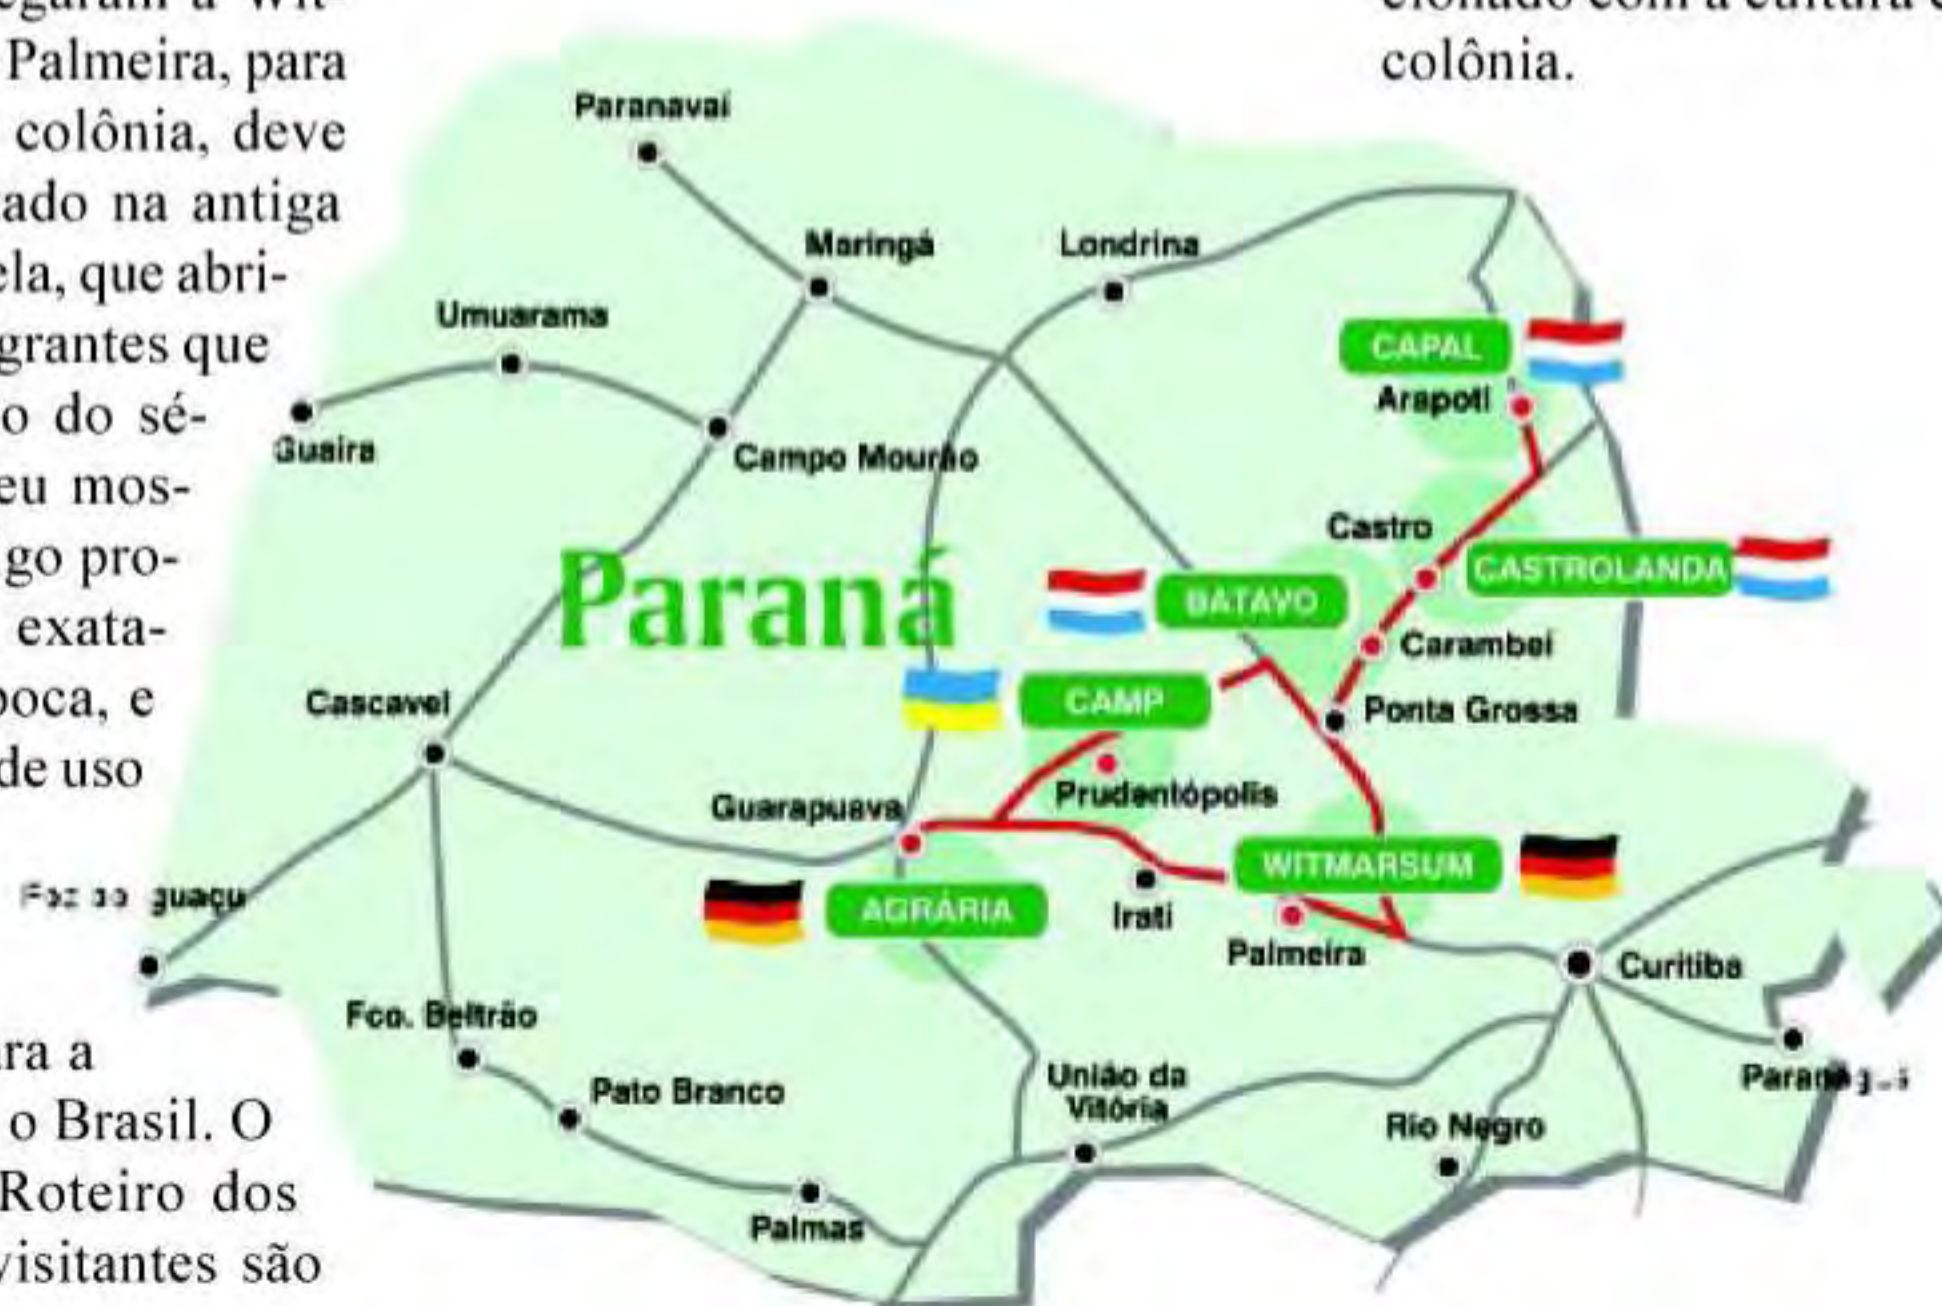 Palmeira, para
colônia, deve
ado na antiga
ela, que abri-
grantes que
o do sé-
eu mos-
go pro-
exata-
poca, e
de uso
ra a
o Brasil. O
Roteiro dos
visitantes são
colônia.
Paranavaí
Maringá
Londrina
Umuarama
CAPAL
Arapoti
Guaíra
Campo Mourão
Castro
CASTROLANDA
Paraná
BATAVO
Carambeí
Cascavel
CAMP
Ponta Grossa
Guarapuava
Prudentópolis
WITMARSUM
AGRÁRIA
Irati
Palmeira
Curitiba
Fco. Beltrão
Pato Branco
União da
Vitória
Rio Negro
Palmas